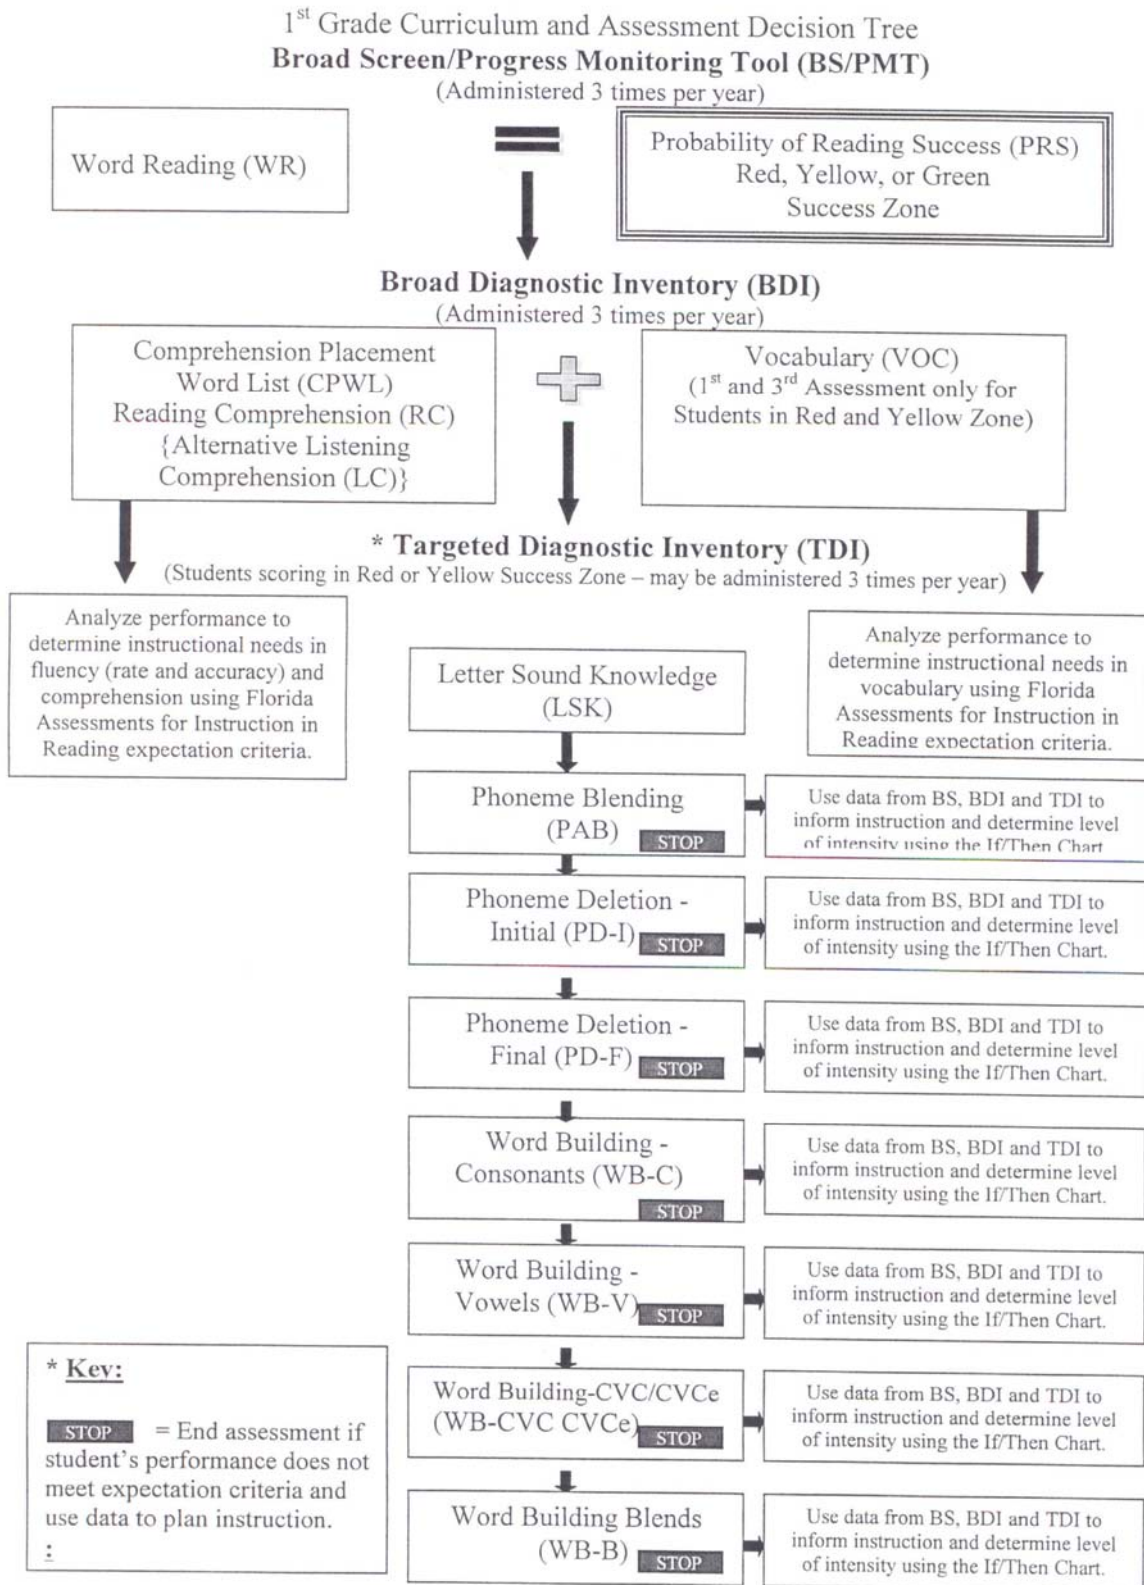 1st Grade Curriculum and Assessment Decision Tree
Broad Screen/Progress Monitoring Tool (BS/PMT)
(Administered 3 times per year)
Word Reading (WR)
Probability of Reading Success (PRS)
Red, Yellow, or Green
Success Zone
Broad Diagnostic Inventory (BDI)
(Administered 3 times per year)
Comprehension Placement
Word List (CPWL)
Reading Comprehension (RC)
{Alternative Listening
Comprehension (LC)}
Vocabulary (VOC)
(1st and 3rd Assessment only for
Students in Red and Yellow Zone)
* Targeted Diagnostic Inventory (TDI)
(Students scoring in Red or Yellow Success Zone – may be administered 3 times per year)
Analyze performance to
determine instructional needs in
fluency (rate and accuracy) and
comprehension using Florida
Assessments for Instruction in
Reading expectation criteria.
Letter Sound Knowledge
(LSK)
Analyze performance to
determine instructional needs in
vocabulary using Florida
Assessments for Instruction in
Reading expectation criteria.
Phoneme Blending
(PAB)
STOP
Use data from BS, BDI and TDI to
inform instruction and determine level
of intensity using the If/Then Chart
Phoneme Deletion -
Initial (PD-I)
STOP
Use data from BS, BDI and TDI to
inform instruction and determine level
of intensity using the If/Then Chart.
Phoneme Deletion -
Final (PD-F)
STOP
Use data from BS, BDI and TDI to
inform instruction and determine level
of intensity using the If/Then Chart.
Word Building -
Consonants (WB-C)
STOP
Use data from BS, BDI and TDI to
inform instruction and determine level
of intensity using the If/Then Chart.
Word Building -
Vowels (WB-V)
STOP
Use data from BS, BDI and TDI to
inform instruction and determine level
of intensity using the If/Then Chart.
Word Building-CVC/CVCe
(WB-CVC CVCe)
STOP
Use data from BS, BDI and TDI to
inform instruction and determine level
of intensity using the If/Then Chart.
Word Building Blends
(WB-B)
STOP
Use data from BS, BDI and TDI to
inform instruction and determine level
of intensity using the If/Then Chart.
* Key:
STOP = End assessment if
student's performance does not
meet expectation criteria and
use data to plan instruction.
: